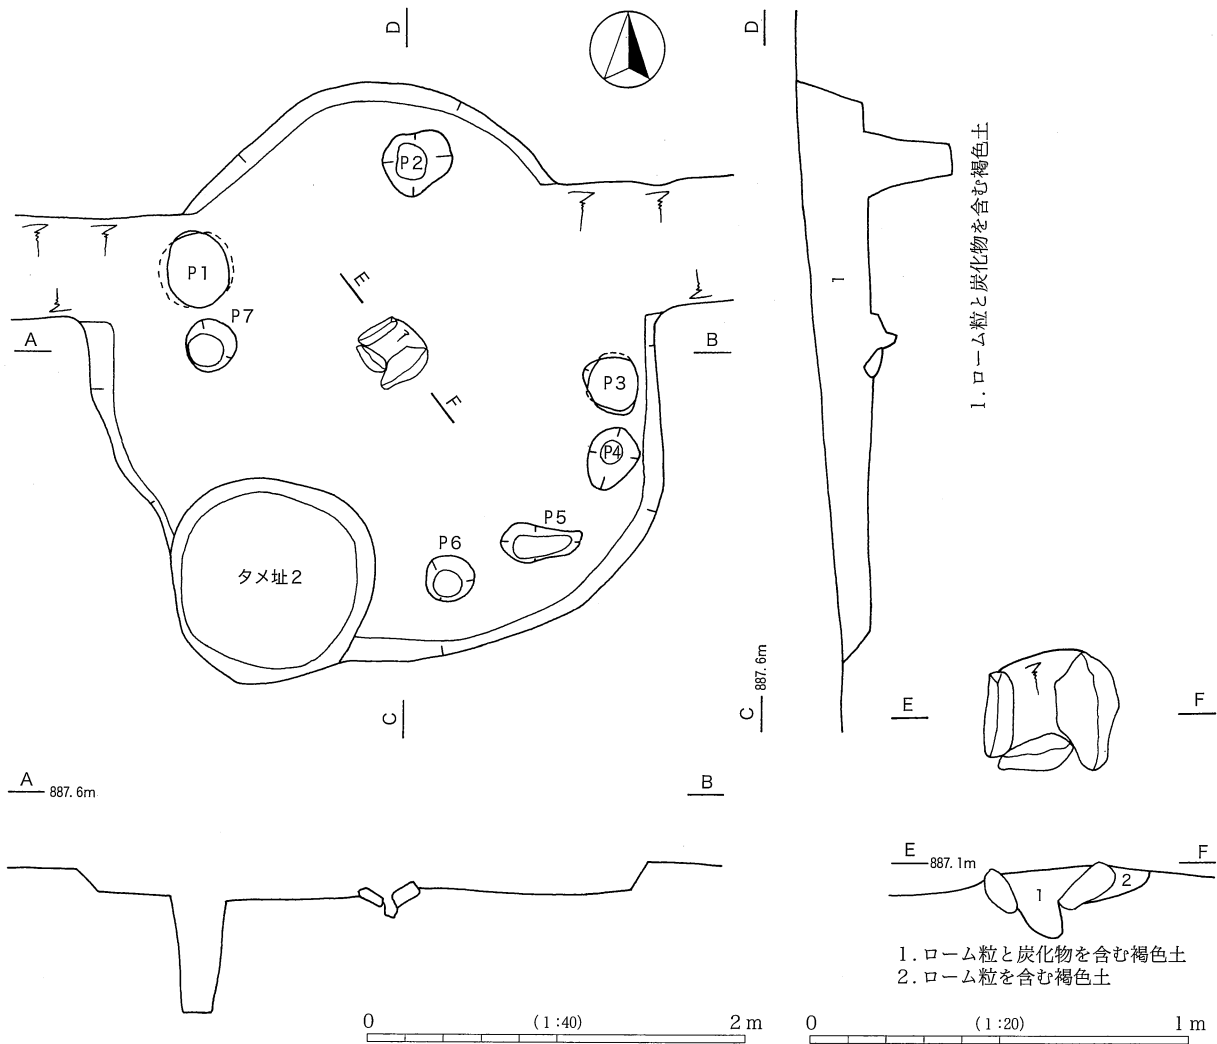 D
D
P2
P1
E
P7
A
B
1
F
P3
P4
P5
P6
タメ址2
C
1
1.ローム粒と炭化物を含む褐色土
C 887.6m
E
F
A 887.6m
B
E 887.1m
F
1
2
1.ローム粒と炭化物を含む褐色土
2.ローム粒を含む褐色土
0 (1:40) 2m
0 (1:20) 1m